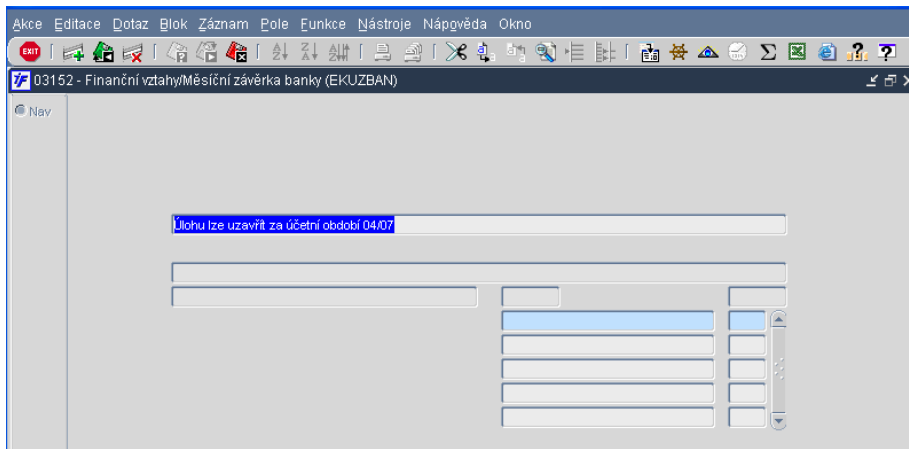 Akce Editace Dotaz Blok Záznam Pole Funkce Nástroje Nápověda Okno
EXIT
03152 - Finanční vztahy/Měsíční závěrka banky (EKUZBAN)
Nav
Úlohu lze uzavřít za účetní období 04/07